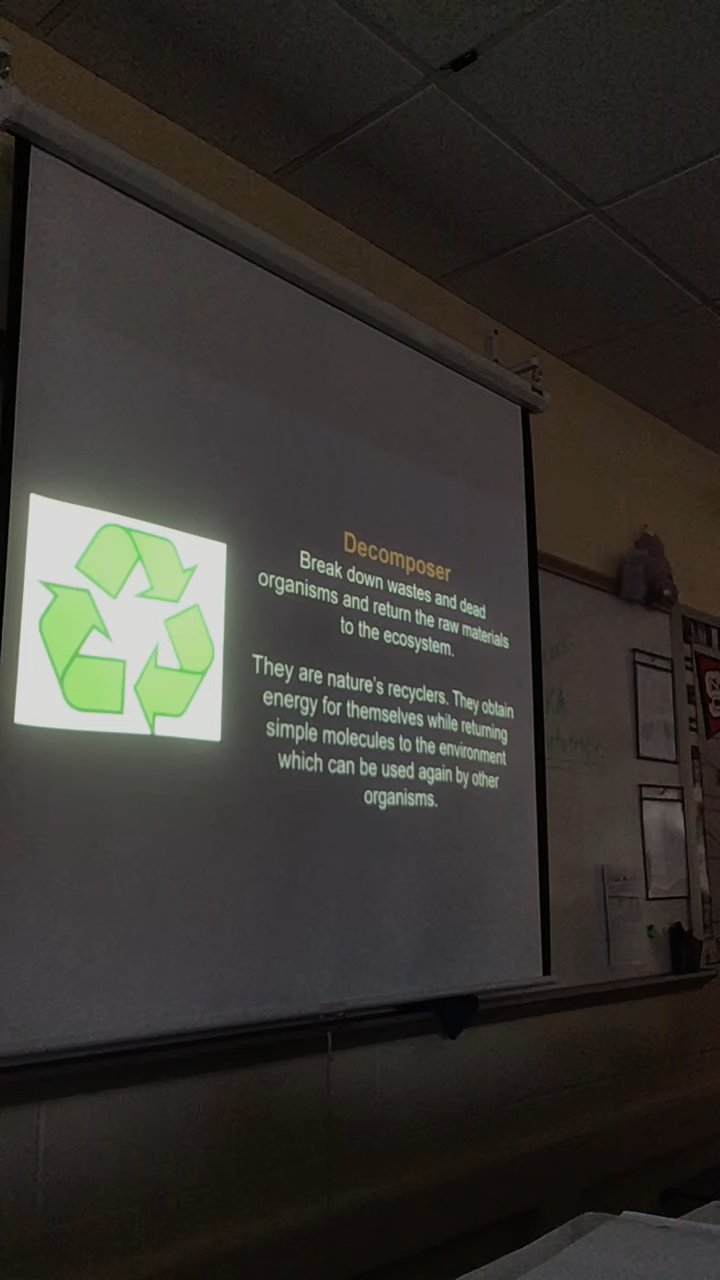 Decomposer
Break down wastes and dead
organisms and return the raw materials
to the ecosystem.
They are nature's recyclers. They obtain
energy for themselves while returning
simple molecules to the environment
which can be used again by other
organisms.